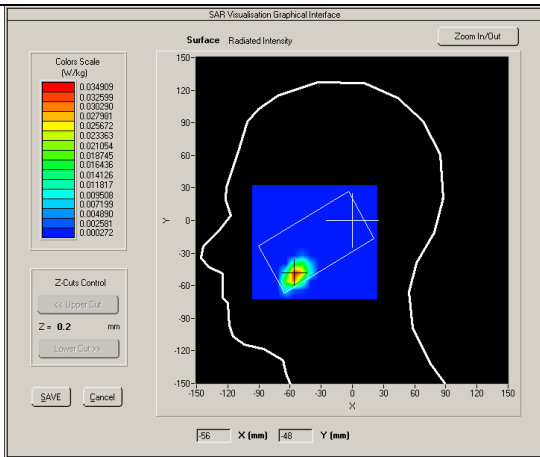 SAR Visualisation Graphical Interface
Surface Radiated Intensity
Zoom In/Out
Colors Scale
(W/kg)
0.034909
0.032599
0.030290
0.027981
0.025672
0.023363
0.021054
0.018745
0.016436
0.014126
0.011817
0.009508
0.007199
0.004890
0.002581
0.000272
Z-Cuts Control
<< Upper Cut
Z = 0.2 mm
Lower Cut >>
SAVE Cancel
150
120
90
60
30
0
-30
-60
-90
-120
-150
Y
-150 -120 -90 -60 -30 0 30 60 90 120 150
X
-56 X (mm) -48 Y (mm)